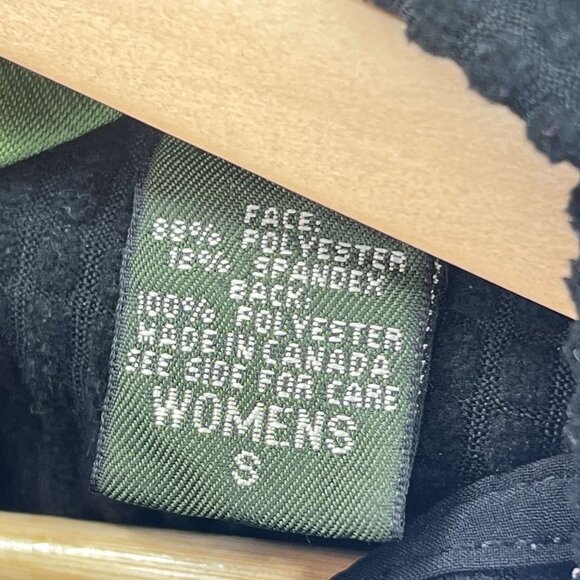 FACE:
88% POLYESTER
12% SPANDEX
BACK:
100% POLYESTER
MADE IN CANADA
SEE SIDE FOR CARE
WOMENS
S